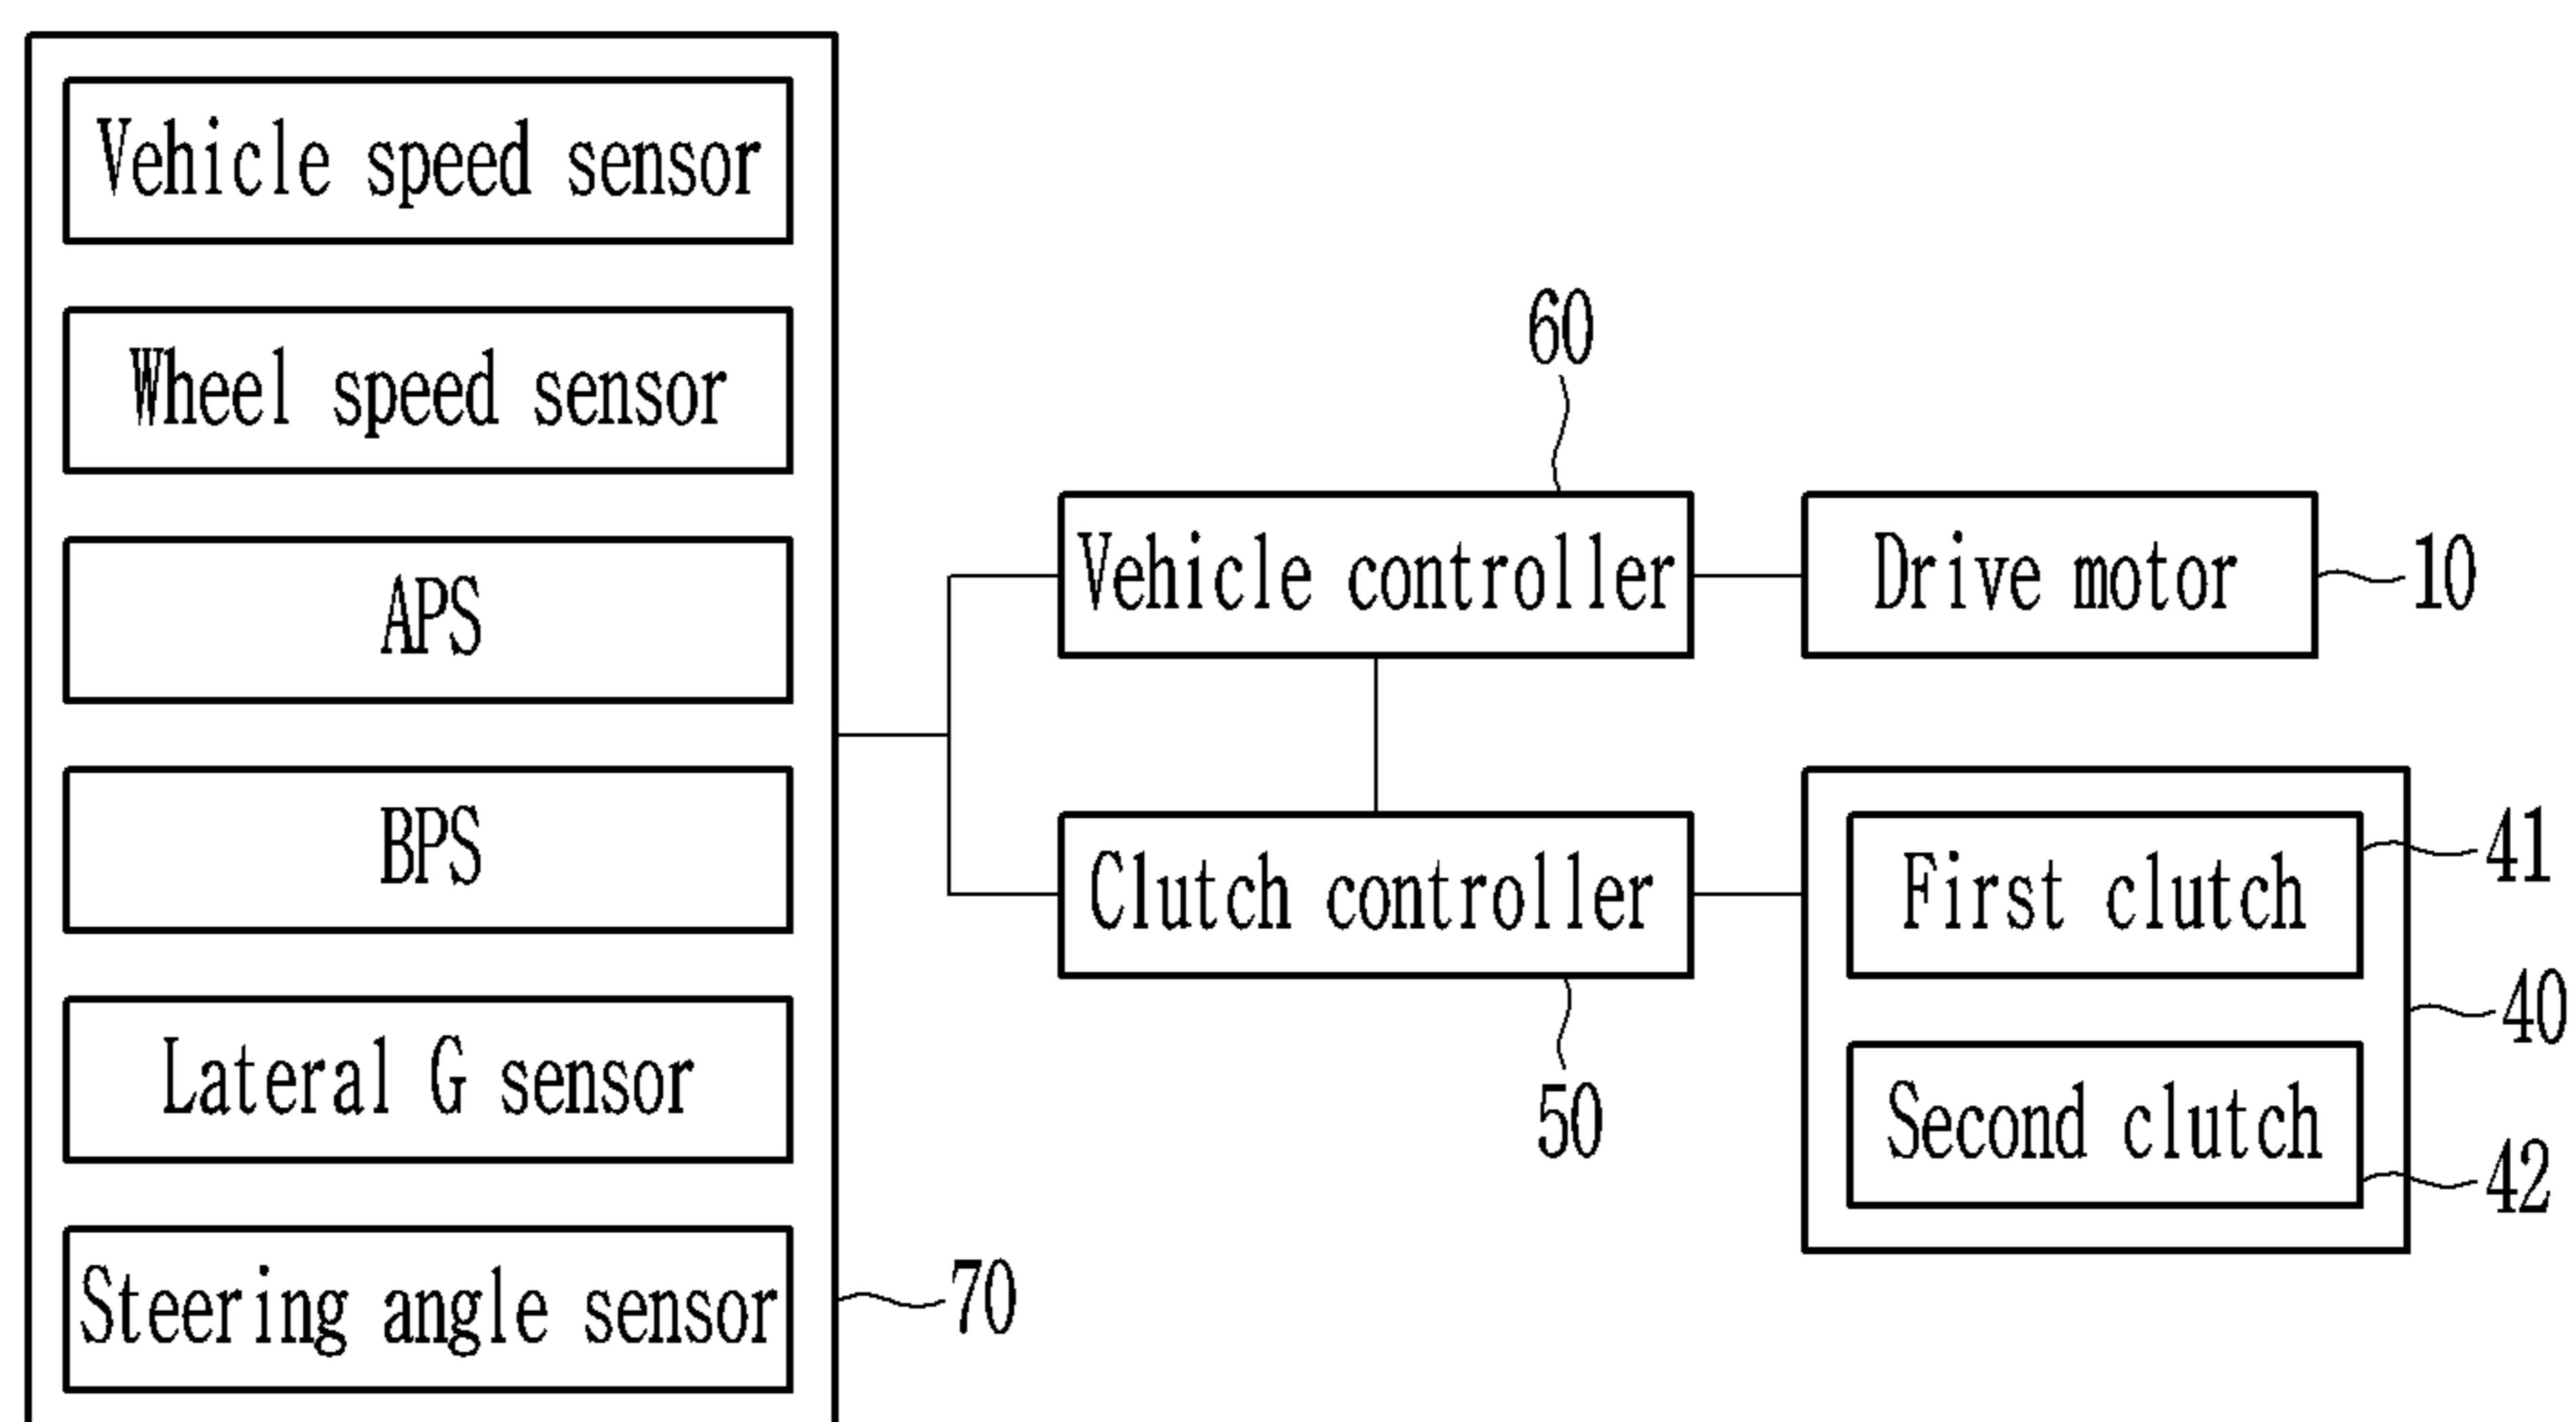 Vehicle speed sensor
Wheel speed sensor
APS
BPS
Lateral G sensor
Steering angle sensor
70
60
Vehicle controller
Drive motor
10
Clutch controller
50
First clutch
41
40
Second clutch
42